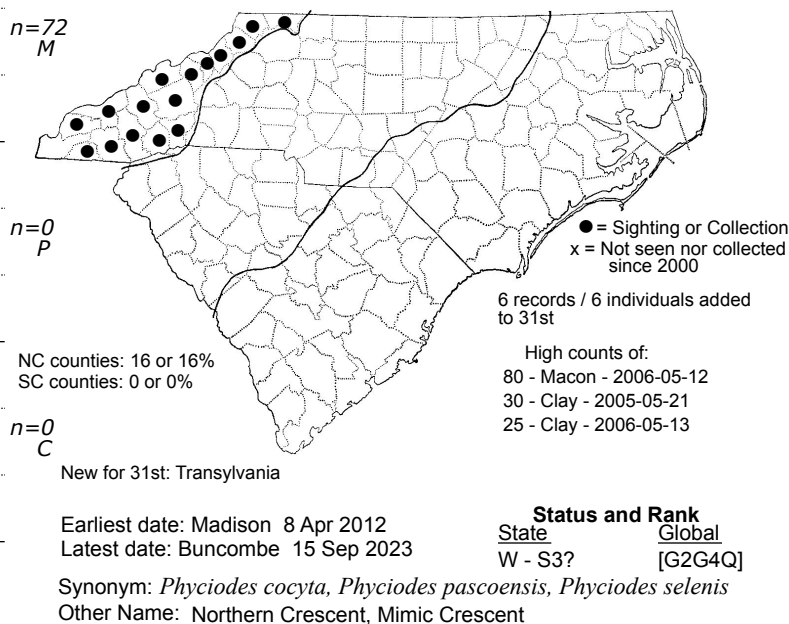 n=72
M
n=0
P
● = Sighting or Collection
x = Not seen nor collected
since 2000
6 records / 6 individuals added
to 31st
High counts of:
80 - Macon - 2006-05-12
30 - Clay - 2005-05-21
25 - Clay - 2006-05-13
NC counties: 16 or 16%
SC counties: 0 or 0%
n=0
C
New for 31st: Transylvania
Earliest date: Madison 8 Apr 2012
Latest date: Buncombe 15 Sep 2023
Status and Rank
State Global
W - S3? [G2G4Q]
Synonym: Phyciodes cocyta, Phyciodes pascoensis, Phyciodes selenis
Other Name: Northern Crescent, Mimic Crescent